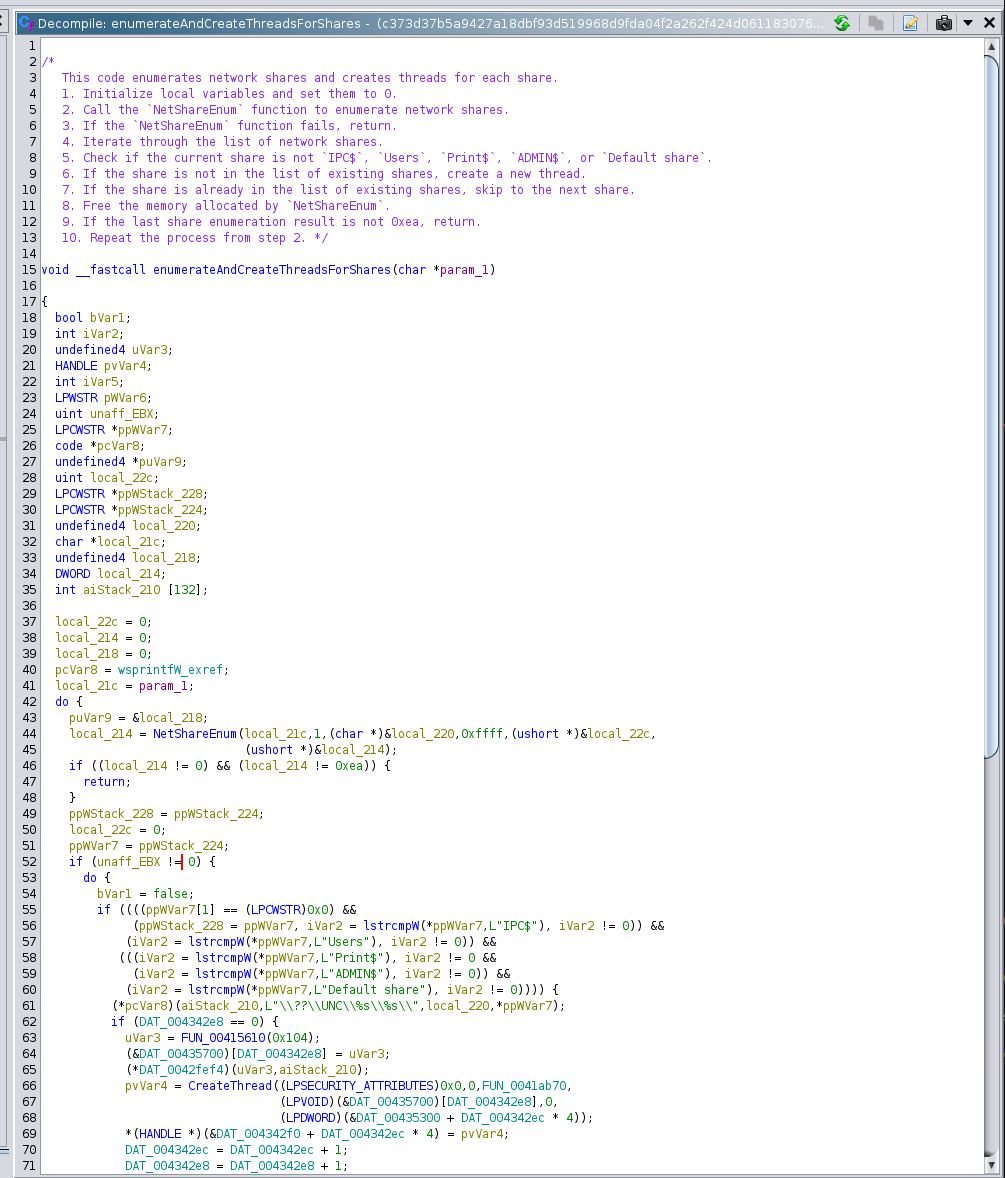 Decompile: enumerateAndCreateThreadsForShares - (c373d37b5a9427a18dbf93d519968d9fda04f2a262f424d061183076...
1
2 /*
3 This code enumerates network shares and creates threads for each share.
4 1. Initialize local variables and set them to 0.
5 2. Call the `NetShareEnum` function to enumerate network shares.
6 3. If the `NetShareEnum` function fails, return.
7 4. Iterate through the list of network shares.
8 5. Check if the current share is not `IPC$`, `Users`, `Print$`, `ADMIN$`, or `Default share`.
9 6. If the share is not in the list of existing shares, create a new thread.
10 7. If the share is already in the list of existing shares, skip to the next share.
11 8. Free the memory allocated by `NetShareEnum`.
12 9. If the last share enumeration result is not 0xea, return.
13 10. Repeat the process from step 2. */
14
15 void __fastcall enumerateAndCreateThreadsForShares(char *param_1)
16
17 {
18 bool bVar1;
19 int iVar2;
20 undefined4 uVar3;
21 HANDLE pvVar4;
22 int iVar5;
23 LPWSTR pWVar6;
24 uint unaff_EBX;
25 LPCWSTR *ppWVar7;
26 code *pcVar8;
27 undefined4 *puVar9;
28 uint local_22c;
29 LPCWSTR *ppWStack_228;
30 LPCWSTR *ppWStack_224;
31 undefined4 local_220;
32 char *local_21c;
33 undefined4 local_218;
34 DWORD local_214;
35 int aiStack_210 [132];
36
37 local_22c = 0;
38 local_214 = 0;
39 local_218 = 0;
40 pcVar8 = wsprintfW_exref;
41 local_21c = param_1;
42 do {
43 puVar9 = &local_218;
44 local_214 = NetShareEnum(local_21c,1,(char *)&local_220,0xffff,(ushort *)&local_22c,
45 (ushort *)&local_214);
46 if ((local_214 != 0) && (local_214 != 0xea)) {
47 return;
48 }
49 ppWStack_228 = ppWStack_224;
50 local_22c = 0;
51 ppWVar7 = ppWStack_224;
52 if (unaff_EBX != 0) {
53 do {
54 bVar1 = false;
55 if ((((ppWVar7[1] == (LPCWSTR)0x0) &&
56 (ppWStack_228 = ppWVar7, iVar2 = lstrcmpW(*ppWVar7,L"IPC$"), iVar2 != 0)) &&
57 (iVar2 = lstrcmpW(*ppWVar7,L"Users"), iVar2 != 0)) &&
58 (((iVar2 = lstrcmpW(*ppWVar7,L"Print$"), iVar2 != 0 &&
59 (iVar2 = lstrcmpW(*ppWVar7,L"ADMIN$"), iVar2 != 0)) &&
60 (iVar2 = lstrcmpW(*ppWVar7,L"Default share"), iVar2 != 0)))) {
61 (*pcVar8)(aiStack_210,L"\\??\\UNC\\%s\\%s\\",local_220,*ppWVar7);
62 if (DAT_004342e8 == 0) {
63 uVar3 = FUN_00415610(0x104);
64 (&DAT_00435700)[DAT_004342e8] = uVar3;
65 (*DAT_0042fef4)(uVar3,aiStack_210);
66 pvVar4 = CreateThread((LPSECURITY_ATTRIBUTES)0x0,0,FUN_0041ab70,
67 (LPVOID)(&DAT_00435700)[DAT_004342e8],0,
68 (LPDWORD)(&DAT_00435300 + DAT_004342ec * 4));
69 *(HANDLE *)(&DAT_004342f0 + DAT_004342ec * 4) = pvVar4;
70 DAT_004342ec = DAT_004342ec + 1;
71 DAT_004342e8 = DAT_004342e8 + 1;